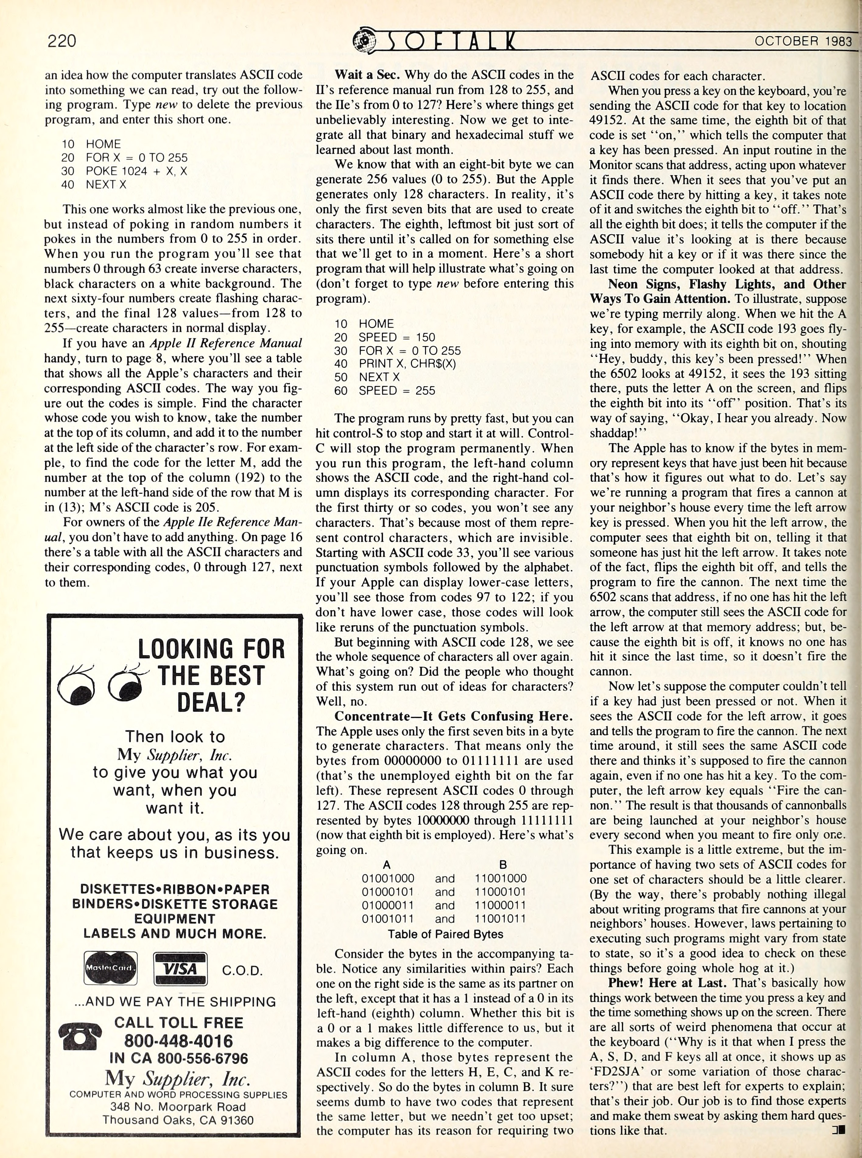 220
SOFTALK
OCTOBER 1983
an idea how the computer translates ASCII code
into something we can read, try out the follow-
ing program. Type new to delete the previous
program, and enter this short one.
10 HOME
20 FOR X = 0 TO 255
30 POKE 1024 + X, X
40 NEXT X
This one works almost like the previous one,
but instead of poking in random numbers it
pokes in the numbers from 0 to 255 in order.
When you run the program you'll see that
numbers 0 through 63 create inverse characters,
black characters on a white background. The
next sixty-four numbers create flashing charac-
ters, and the final 128 values—from 128 to
255—create characters in normal display.
If you have an Apple II Reference Manual
handy, turn to page 8, where you'll see a table
that shows all the Apple's characters and their
corresponding ASCII codes. The way you fig-
ure out the codes is simple. Find the character
whose code you wish to know, take the number
at the top of its column, and add it to the number
at the left side of the character's row. For exam-
ple, to find the code for the letter M, add the
number at the top of the column (192) to the
number at the left-hand side of the row that M is
in (13); M's ASCII code is 205.
For owners of the Apple IIe Reference Man-
ual, you don't have to add anything. On page 16
there's a table with all the ASCII characters and
their corresponding codes, 0 through 127, next
to them.
LOOKING FOR
THE BEST
DEAL?
Then look to
My Supplier, Inc.
to give you what you
want, when you
want it.
We care about you, as its you
that keeps us in business.
DISKETTES•RIBBON•PAPER
BINDERS•DISKETTE STORAGE
EQUIPMENT
LABELS AND MUCH MORE.
MasterCard VISA C.O.D.
...AND WE PAY THE SHIPPING
CALL TOLL FREE
800-448-4016
IN CA 800-556-6796
My Supplier, Inc.
COMPUTER AND WORD PROCESSING SUPPLIES
348 No. Moorpark Road
Thousand Oaks, CA 91360
Wait a Sec. Why do the ASCII codes in the
II's reference manual run from 128 to 255, and
the IIe's from 0 to 127? Here's where things get
unbelievably interesting. Now we get to inte-
grate all that binary and hexadecimal stuff we
learned about last month.
We know that with an eight-bit byte we can
generate 256 values (0 to 255). But the Apple
generates only 128 characters. In reality, it's
only the first seven bits that are used to create
characters. The eighth, leftmost bit just sort of
sits there until it's called on for something else
that we'll get to in a moment. Here's a short
program that will help illustrate what's going on
(don't forget to type new before entering this
program).
10 HOME
20 SPEED = 150
30 FOR X = 0 TO 255
40 PRINT X, CHR$(X)
50 NEXT X
60 SPEED = 255
The program runs by pretty fast, but you can
hit control-S to stop and start it at will. Control-
C will stop the program permanently. When
you run this program, the left-hand column
shows the ASCII code, and the right-hand col-
umn displays its corresponding character. For
the first thirty or so codes, you won't see any
characters. That's because most of them repre-
sent control characters, which are invisible.
Starting with ASCII code 33, you'll see various
punctuation symbols followed by the alphabet.
If your Apple can display lower-case letters,
you'll see those from codes 97 to 122; if you
don't have lower case, those codes will look
like reruns of the punctuation symbols.
But beginning with ASCII code 128, we see
the whole sequence of characters all over again.
What's going on? Did the people who thought
of this system run out of ideas for characters?
Well, no.
Concentrate—It Gets Confusing Here.
The Apple uses only the first seven bits in a byte
to generate characters. That means only the
bytes from 00000000 to 01111111 are used
(that's the unemployed eighth bit on the far
left). These represent ASCII codes 0 through
127. The ASCII codes 128 through 255 are rep-
resented by bytes 10000000 through 11111111
(now that eighth bit is employed). Here's what's
going on.
A B
01001000 and 11001000
01000101 and 11000101
01000011 and 11000011
01001011 and 11001011
Table of Paired Bytes
Consider the bytes in the accompanying ta-
ble. Notice any similarities within pairs? Each
one on the right side is the same as its partner on
the left, except that it has a 1 instead of a 0 in its
left-hand (eighth) column. Whether this bit is
a 0 or a 1 makes little difference to us, but it
makes a big difference to the computer.
In column A, those bytes represent the
ASCII codes for the letters H, E, C, and K re-
spectively. So do the bytes in column B. It sure
seems dumb to have two codes that represent
the same letter, but we needn't get too upset;
the computer has its reason for requiring two
ASCII codes for each character.
When you press a key on the keyboard, you're
sending the ASCII code for that key to location
49152. At the same time, the eighth bit of that
code is set "on," which tells the computer that
a key has been pressed. An input routine in the
Monitor scans that address, acting upon whatever
it finds there. When it sees that you've put an
ASCII code there by hitting a key, it takes note
of it and switches the eighth bit to "off." That's
all the eighth bit does; it tells the computer if the
ASCII value it's looking at is there because
somebody hit a key or if it was there since the
last time the computer looked at that address.
Neon Signs, Flashy Lights, and Other
Ways To Gain Attention. To illustrate, suppose
we're typing merrily along. When we hit the A
key, for example, the ASCII code 193 goes fly-
ing into memory with its eighth bit on, shouting
"Hey, buddy, this key's been pressed!" When
the 6502 looks at 49152, it sees the 193 sitting
there, puts the letter A on the screen, and flips
the eighth bit into its "off" position. That's its
way of saying, "Okay, I hear you already. Now
shaddap!"
The Apple has to know if the bytes in mem-
ory represent keys that have just been hit because
that's how it figures out what to do. Let's say
we're running a program that fires a cannon at
your neighbor's house every time the left arrow
key is pressed. When you hit the left arrow, the
computer sees that eighth bit on, telling it that
someone has just hit the left arrow. It takes note
of the fact, flips the eighth bit off, and tells the
program to fire the cannon. The next time the
6502 scans that address, if no one has hit the left
arrow, the computer still sees the ASCII code for
the left arrow at that memory address; but, be-
cause the eighth bit is off, it knows no one has
hit it since the last time, so it doesn't fire the
cannon.
Now let's suppose the computer couldn't tell
if a key had just been pressed or not. When it
sees the ASCII code for the left arrow, it goes
and tells the program to fire the cannon. The next
time around, it still sees the same ASCII code
there and thinks it's supposed to fire the cannon
again, even if no one has hit a key. To the com-
puter, the left arrow key equals "Fire the can-
non." The result is that thousands of cannonballs
are being launched at your neighbor's house
every second when you meant to fire only one.
This example is a little extreme, but the im-
portance of having two sets of ASCII codes for
one set of characters should be a little clearer.
(By the way, there's probably nothing illegal
about writing programs that fire cannons at your
neighbors' houses. However, laws pertaining to
executing such programs might vary from state
to state, so it's a good idea to check on these
things before going whole hog at it.)
Phew! Here at Last. That's basically how
things work between the time you press a key and
the time something shows up on the screen. There
are all sorts of weird phenomena that occur at
the keyboard ("Why is it that when I press the
A, S, D, and F keys all at once, it shows up as
'FD2SJA' or some variation of those charac-
ters?") that are best left for experts to explain;
that's their job. Our job is to find those experts
and make them sweat by asking them hard ques-
tions like that.